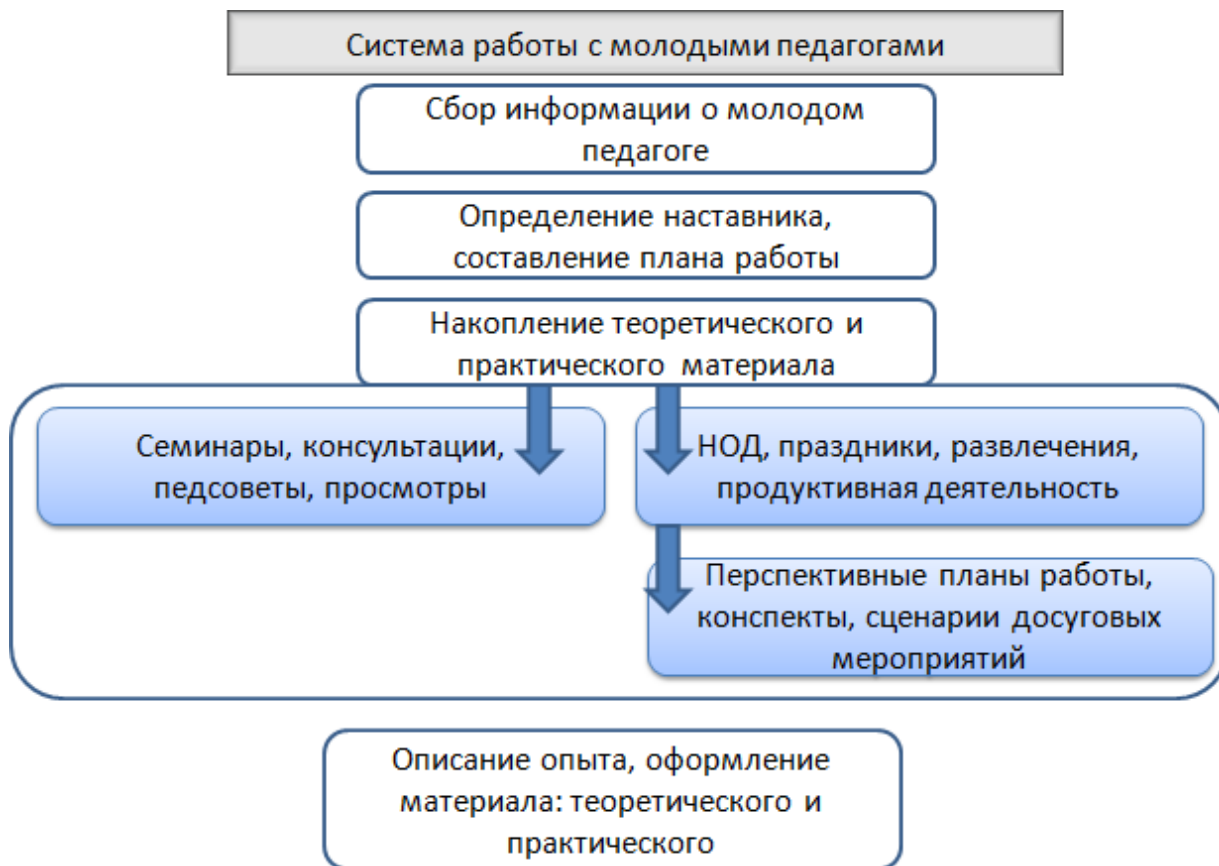 Система работы с молодыми педагогами
Сбор информации о молодом
педагоге
Определение наставника,
составление плана работы
Накопление теоретического и
практического материала
Семинары, консультации,
педсоветы, просмотры
НОД, праздники, развлечения,
продуктивная деятельность
Перспективные планы работы,
конспекты, сценарии досуговых
мероприятий
Описание опыта, оформление
материала: теоретического и
практического